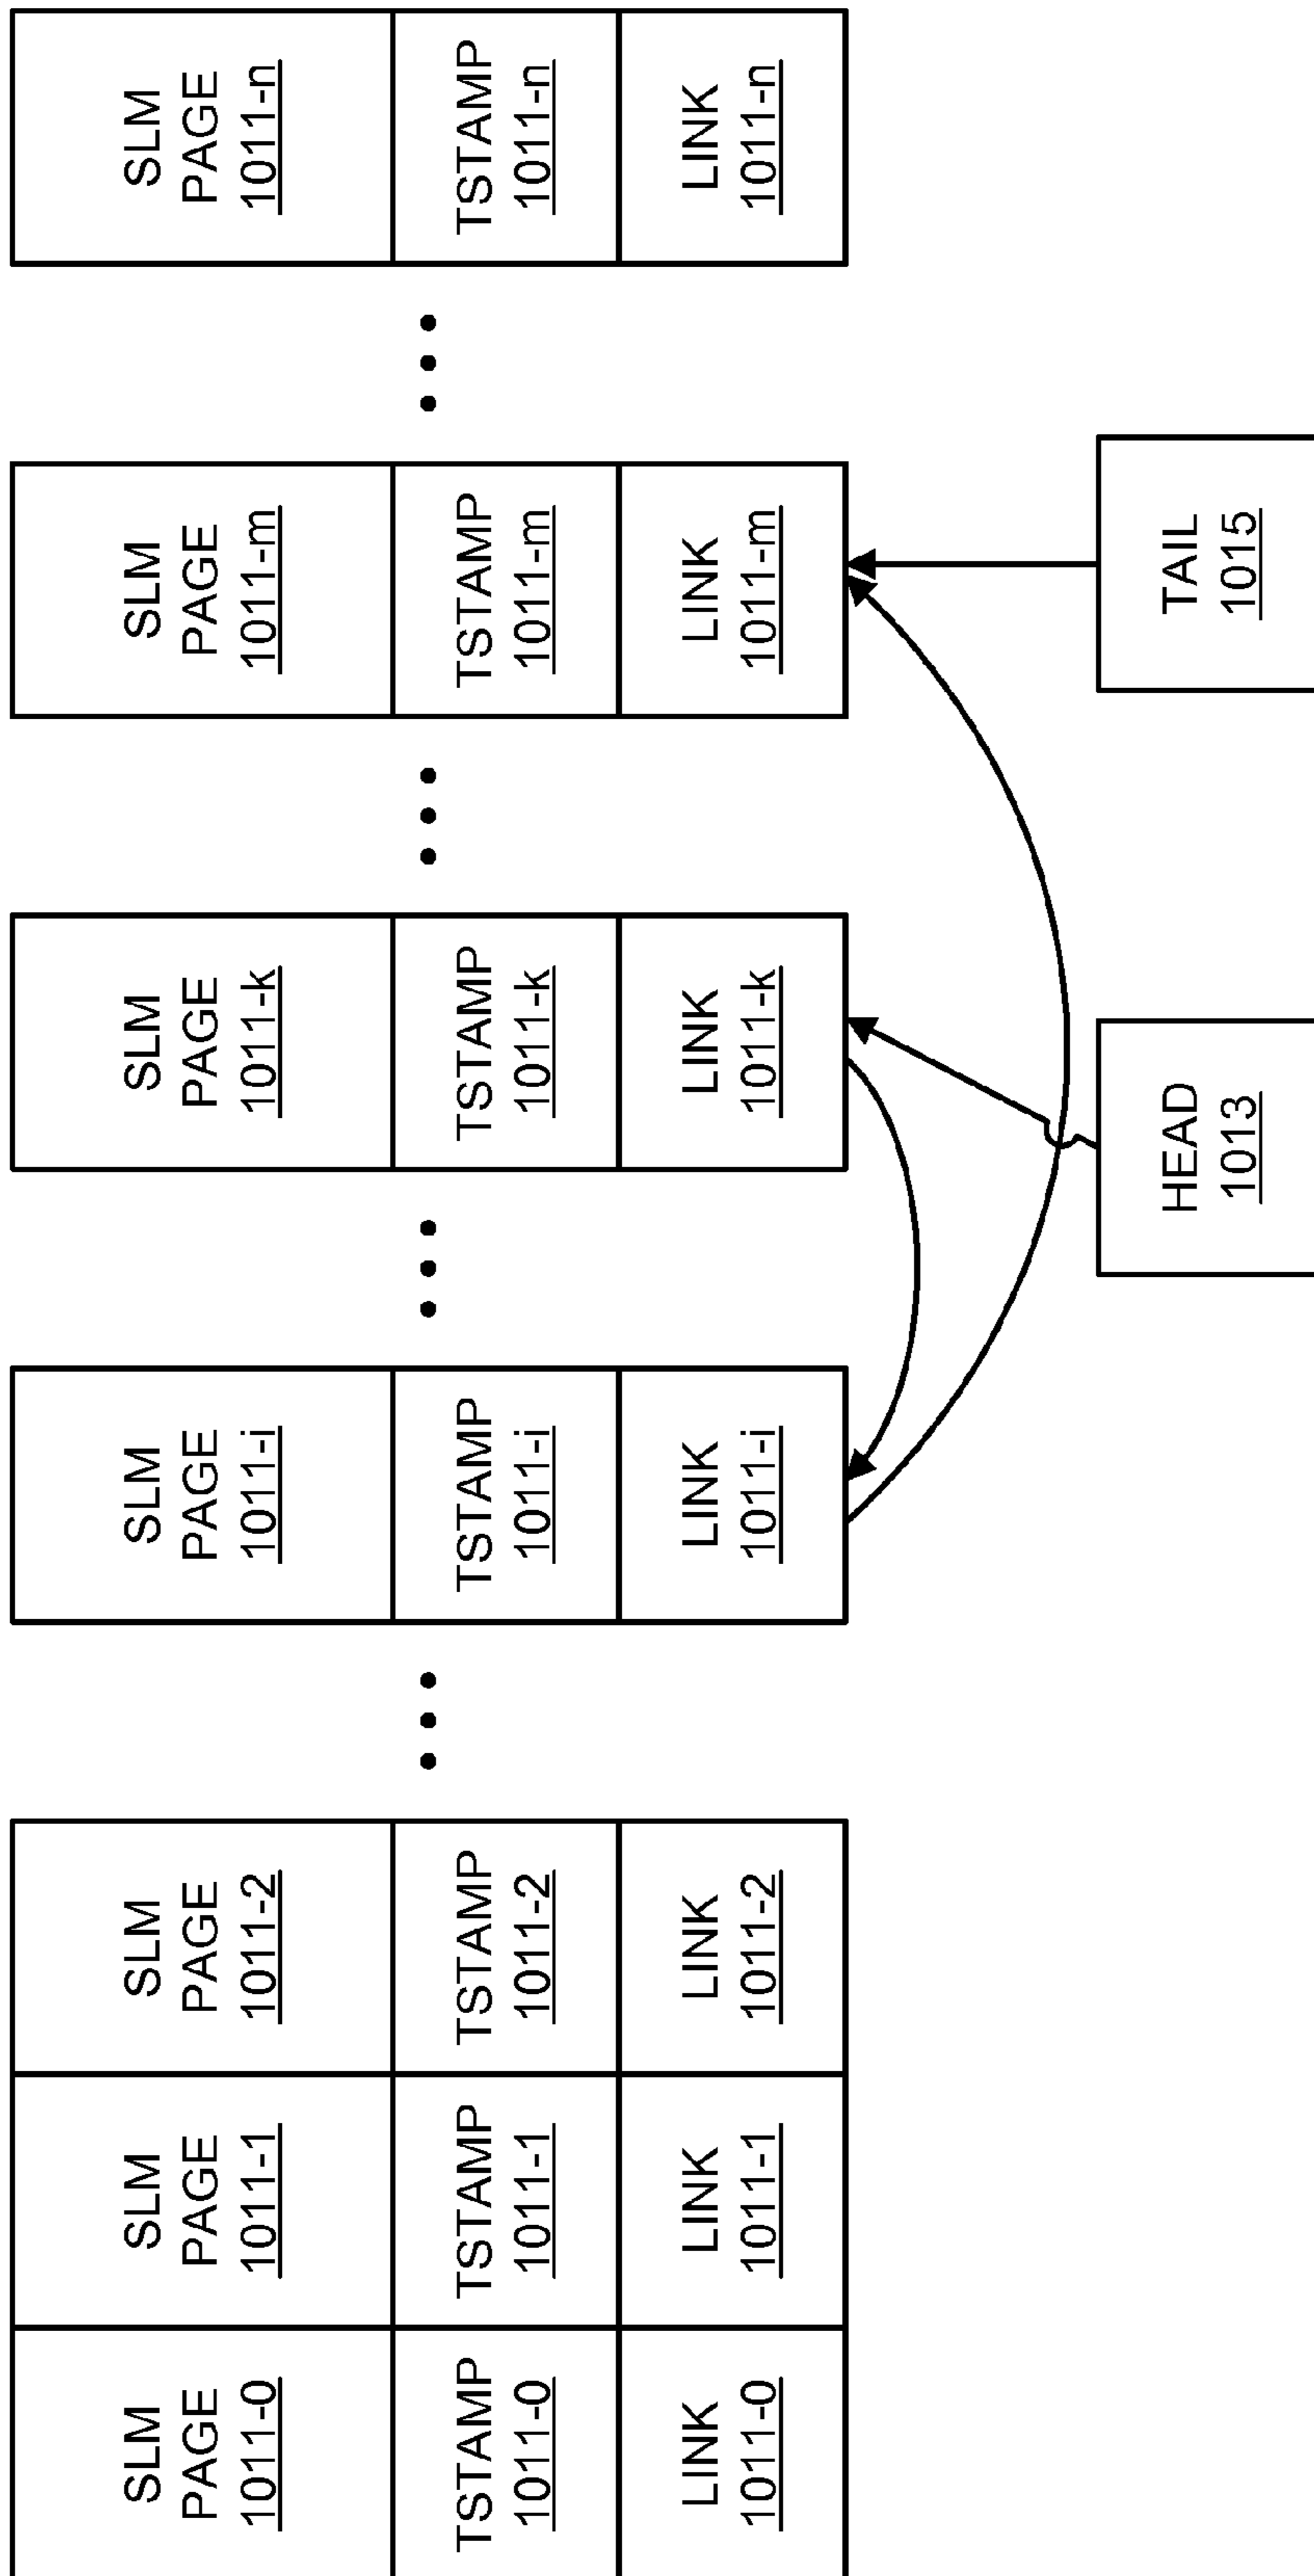 SLM
PAGE
1011-0
TSTAMP
1011-0
LINK
1011-0
SLM
PAGE
1011-1
TSTAMP
1011-1
LINK
1011-1
SLM
PAGE
1011-2
TSTAMP
1011-2
LINK
1011-2
SLM
PAGE
1011-i
TSTAMP
1011-i
LINK
1011-i
SLM
PAGE
1011-k
TSTAMP
1011-k
LINK
1011-k
SLM
PAGE
1011-m
TSTAMP
1011-m
LINK
1011-m
SLM
PAGE
1011-n
TSTAMP
1011-n
LINK
1011-n
HEAD
1013
TAIL
1015